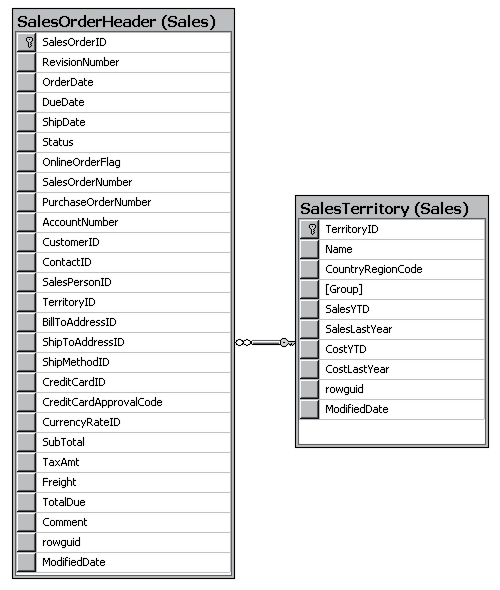 SalesOrderHeader (Sales)
SalesOrderID
RevisionNumber
OrderDate
DueDate
ShipDate
Status
OnlineOrderFlag
SalesOrderNumber
PurchaseOrderNumber
AccountNumber
CustomerID
ContactID
SalesPersonID
TerritoryID
BillToAddressID
ShipToAddressID
ShipMethodID
CreditCardID
CreditCardApprovalCode
CurrencyRateID
SubTotal
TaxAmt
Freight
TotalDue
Comment
rowguid
ModifiedDate
SalesTerritory (Sales)
TerritoryID
Name
CountryRegionCode
[Group]
SalesYTD
SalesLastYear
CostYTD
CostLastYear
rowguid
ModifiedDate